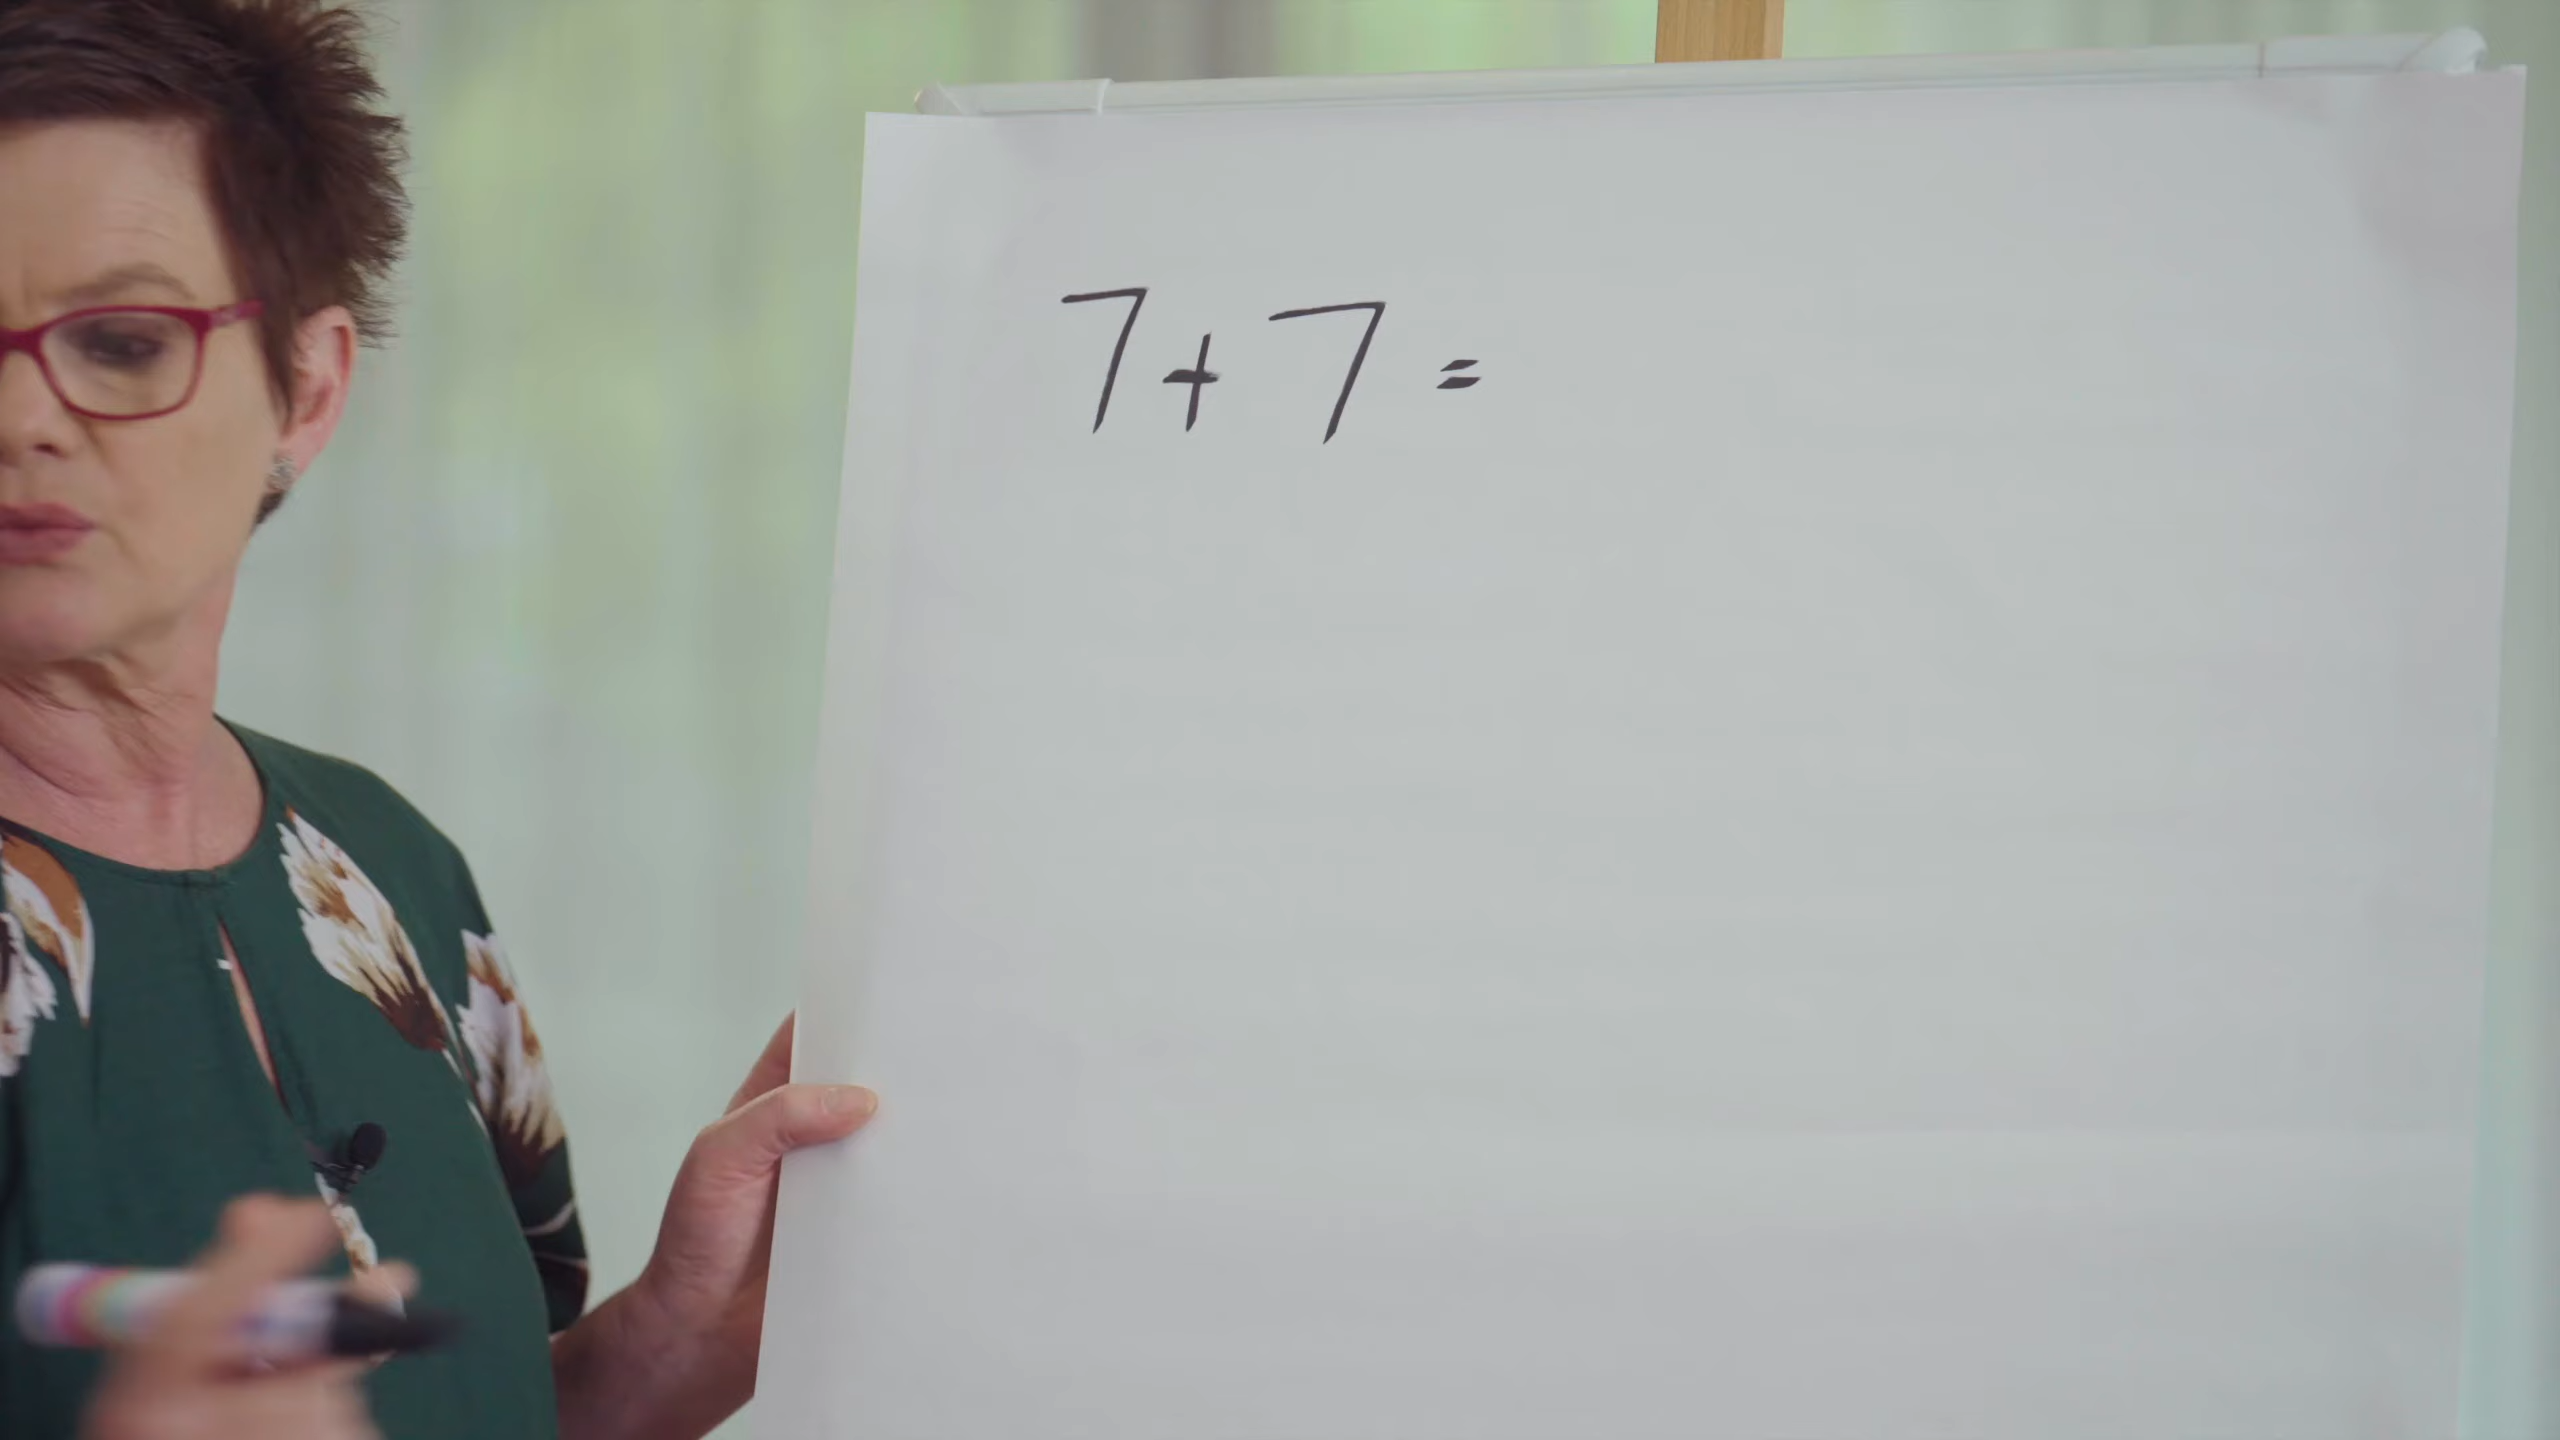 7 + 7 =